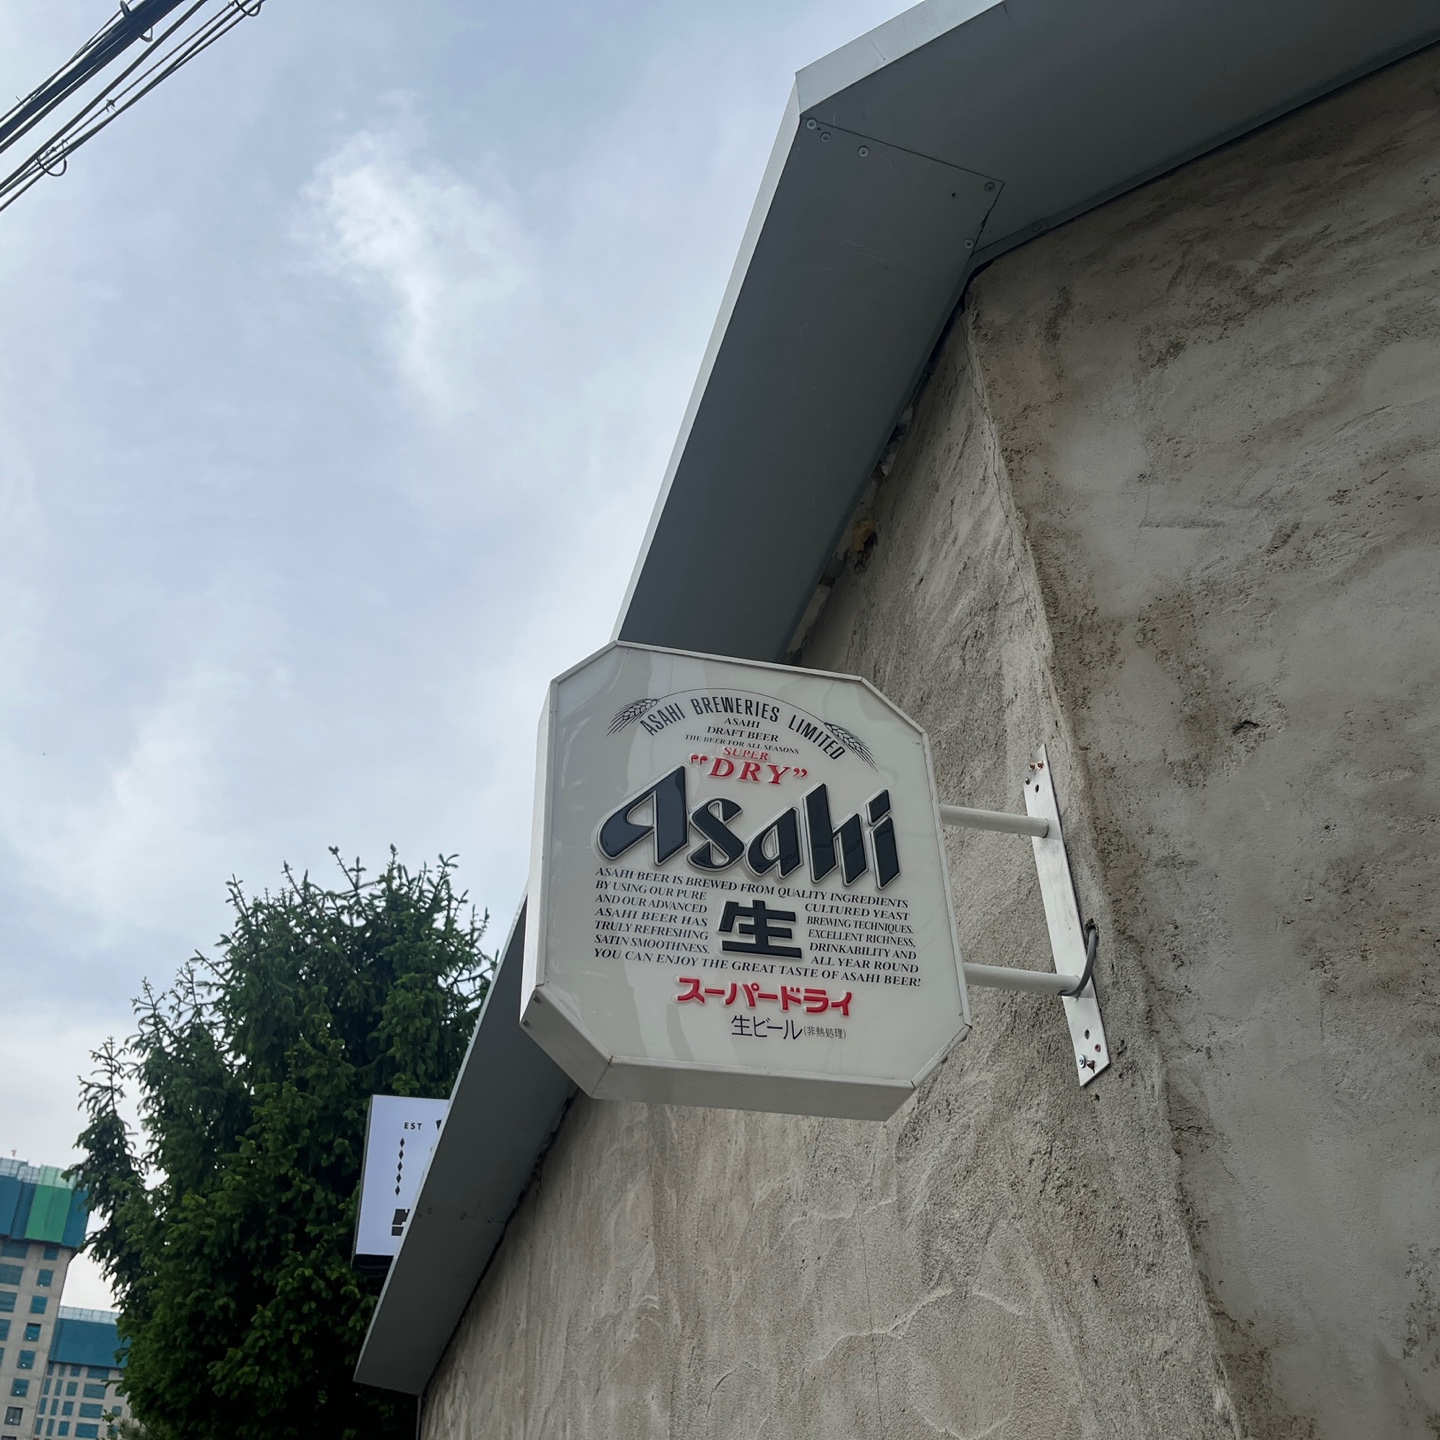 ASAHI BREWERIES LIMITED
ASAHI
DRAFT BEER
THE BEER FOR ALL SEASONS
SUPER
"DRY"
Asahi
ASAHI BEER IS BREWED FROM QUALITY INGREDIENTS
BY USING OUR PURE CULTURED YEAST
AND OUR ADVANCED BREWING TECHNIQUES.
ASAHI BEER HAS EXCELLENT RICHNESS,
TRULY REFRESHING DRINKABILITY AND
SATIN SMOOTHNESS. ALL YEAR ROUND
YOU CAN ENJOY THE GREAT TASTE OF ASAHI BEER!
生
スーパードライ
生ビール(非熱処理)
EST